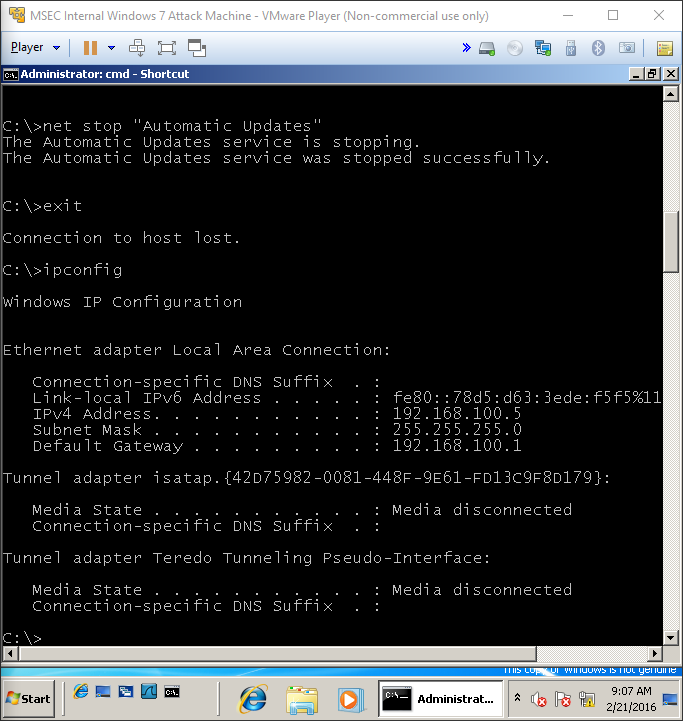 MSEC Internal Windows 7 Attack Machine - VMware Player (Non-commercial use only)
Player
Administrator: cmd - Shortcut
C:\>net stop "Automatic Updates"
The Automatic Updates service is stopping.
The Automatic Updates service was stopped successfully.
C:\>exit
Connection to host lost.
C:\>ipconfig
Windows IP Configuration
Ethernet adapter Local Area Connection:
Connection-specific DNS Suffix  . :
Link-local IPv6 Address . . . . . : fe80::78d5:d63:3ede:f5f5%11
IPv4 Address. . . . . . . . . . . : 192.168.100.5
Subnet Mask . . . . . . . . . . . : 255.255.255.0
Default Gateway . . . . . . . . . : 192.168.100.1
Tunnel adapter isatap.{42D75982-0081-448F-9E61-FD13C9F8D179}:
Media State . . . . . . . . . . . : Media disconnected
Connection-specific DNS Suffix  . :
Tunnel adapter Teredo Tunneling Pseudo-Interface:
Media State . . . . . . . . . . . : Media disconnected
Connection-specific DNS Suffix  . :
C:\>
This copy of Windows is not genuine
Start
Administrat...
9:07 AM
2/21/2016